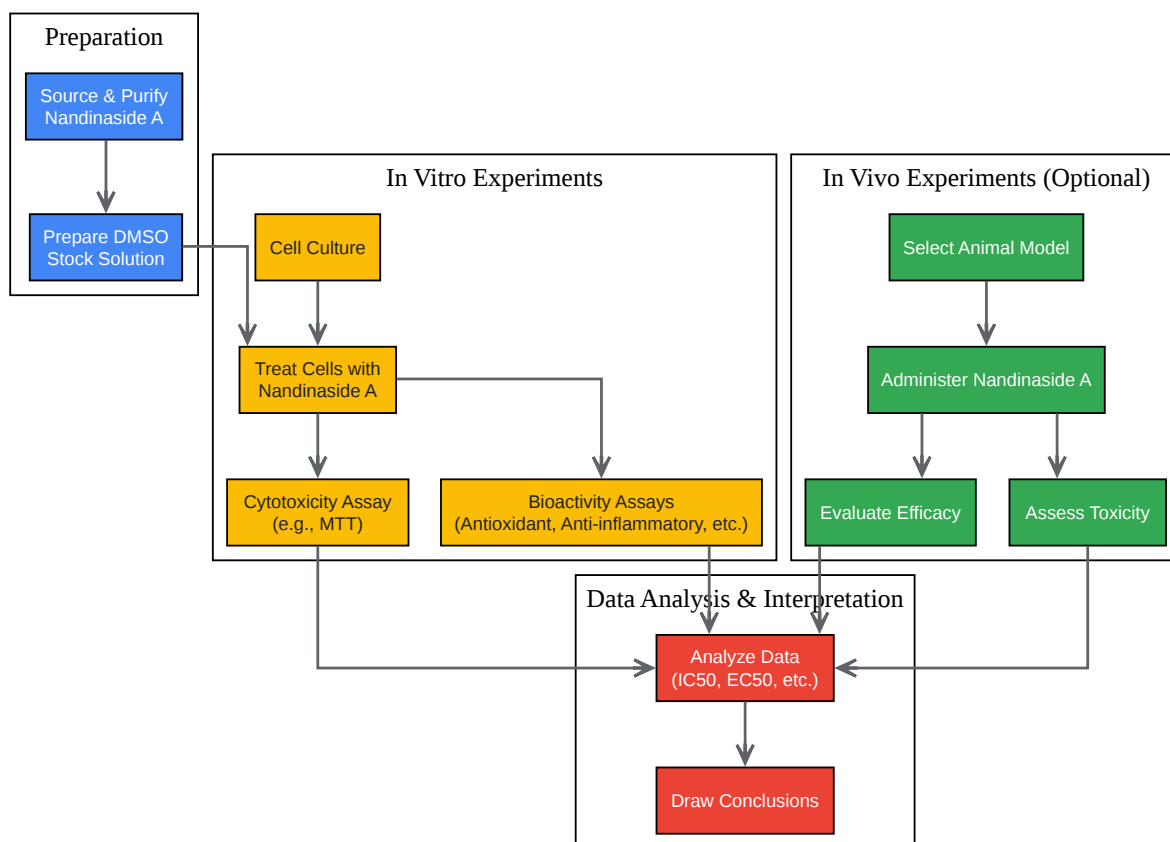 Preparation
Source & Purify
Nandinaside A
Prepare DMSO
Stock Solution
In Vitro Experiments
Cell Culture
Treat Cells with
Nandinaside A
Cytotoxicity Assay
(e.g., MTT)
Bioactivity Assays
(Antioxidant, Anti-inflammatory, etc.)
In Vivo Experiments (Optional)
Select Animal Model
Administer Nandinaside A
Evaluate Efficacy
Assess Toxicity
Data Analysis & Interpretation
Analyze Data
(IC50, EC50, etc.)
Draw Conclusions